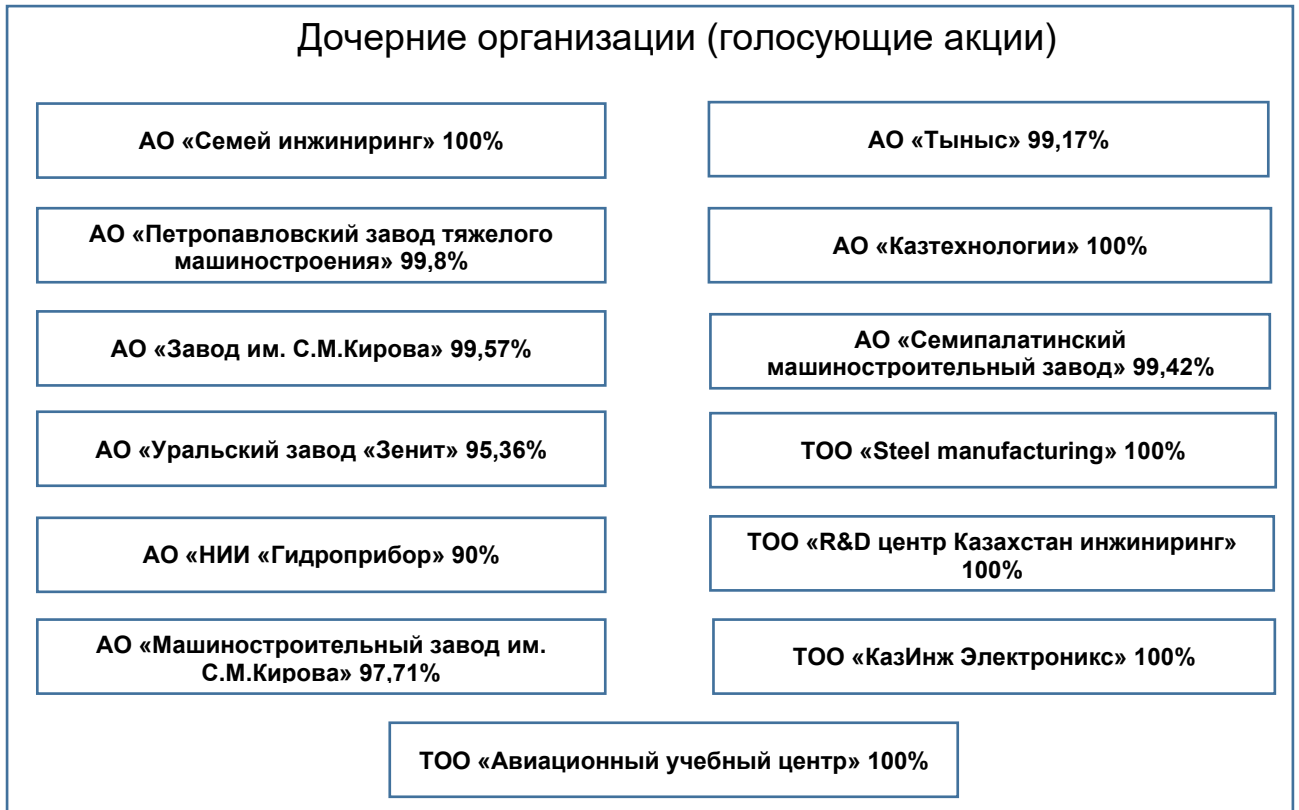 Дочерние организации (голосующие акции)
АО «Семей инжиниринг» 100%
АО «Тыныс» 99,17%
АО «Петропавловский завод тяжелого
машиностроения» 99,8%
АО «Казтехнологии» 100%
АО «Завод им. С.М.Кирова» 99,57%
АО «Семипалатинский
машиностроительный завод» 99,42%
АО «Уральский завод «Зенит» 95,36%
ТОО «Steel manufacturing» 100%
АО «НИИ «Гидроприбор» 90%
ТОО «R&D центр Казахстан инжиниринг»
100%
АО «Машиностроительный завод им.
С.М.Кирова» 97,71%
ТОО «КазИнж Электроникс» 100%
ТОО «Авиационный учебный центр» 100%